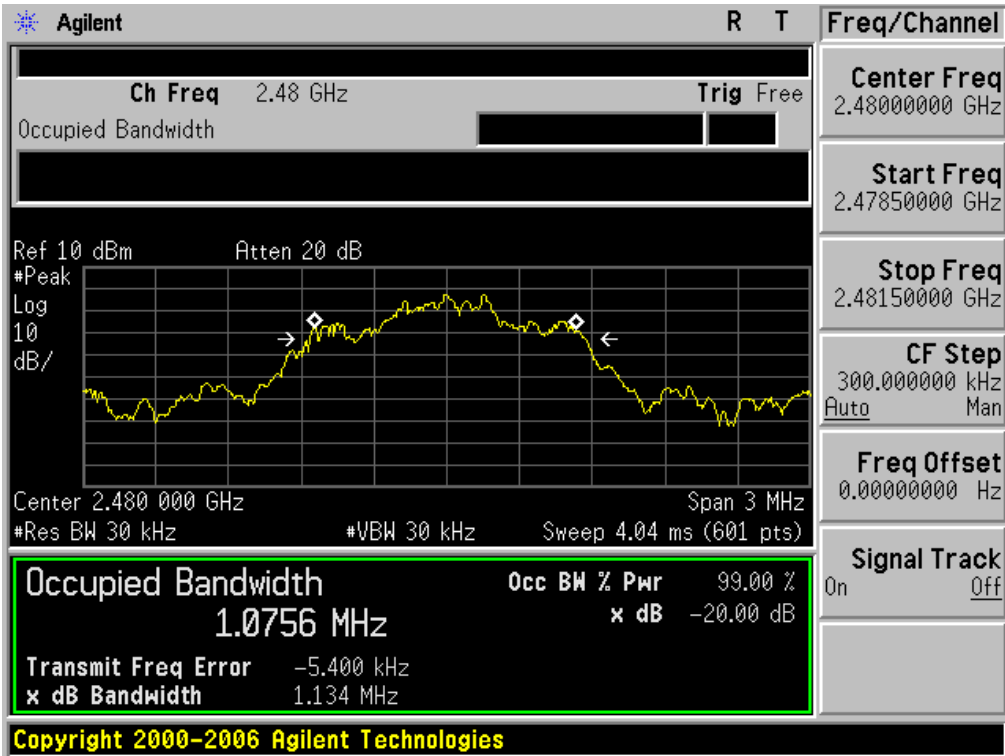 Agilent R T
Ch Freq 2.48 GHz Trig Free
Occupied Bandwidth
Ref 10 dBm Atten 20 dB
#Peak
Log
10
dB/
Center 2.480 000 GHz Span 3 MHz
#Res BW 30 kHz #VBW 30 kHz Sweep 4.04 ms (601 pts)
Occupied Bandwidth Occ BW % Pwr 99.00 %
1.0756 MHz x dB -20.00 dB
Transmit Freq Error -5.400 kHz
x dB Bandwidth 1.134 MHz
Copyright 2000-2006 Agilent Technologies
Freq/Channel
Center Freq
2.48000000 GHz
Start Freq
2.47850000 GHz
Stop Freq
2.48150000 GHz
CF Step
300.000000 kHz
Auto Man
Freq Offset
0.00000000 Hz
Signal Track
On Off